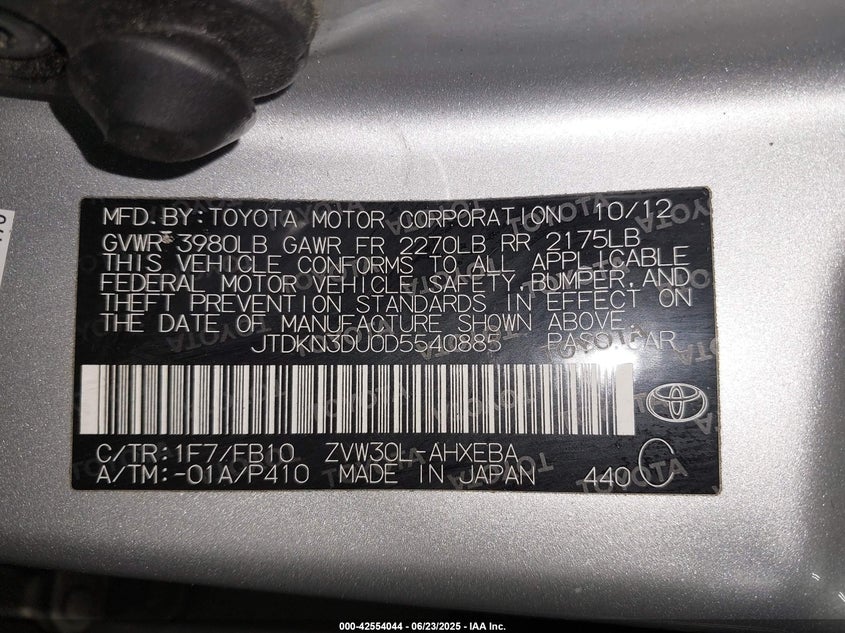 MFD.BY:TOYOTA MOTOR CORPORATION 10/12
GVWR 3980LB GAWR FR 2270LB RR 2175LB
THIS VEHICLE CONFORMS TO ALL APPLICABLE
FEDERAL MOTOR VEHICLE SAFETY, BUMPER, AND
THEFT PREVENTION STANDARDS IN EFFECT ON
THE DATE OF MANUFACTURE SHOWN ABOVE.
JTDKN3DU0D5540885 PASS CAR
C/TR:1F7/FB10 ZVW30L-AHXEBA
A/TM:-01A/P410 MADE IN JAPAN 440
TOYOTA
000-42554044 - 06/23/2025 - IAA Inc.